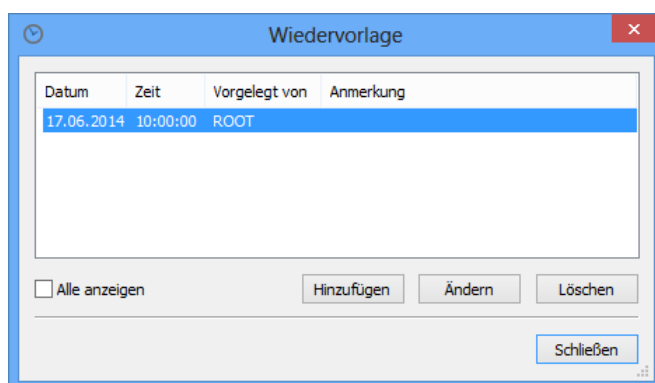 Wiedervorlage
Datum Zeit Vorgelegt von Anmerkung
17.06.2014 10:00:00 ROOT
Alle anzeigen Hinzufügen Ändern Löschen
Schließen